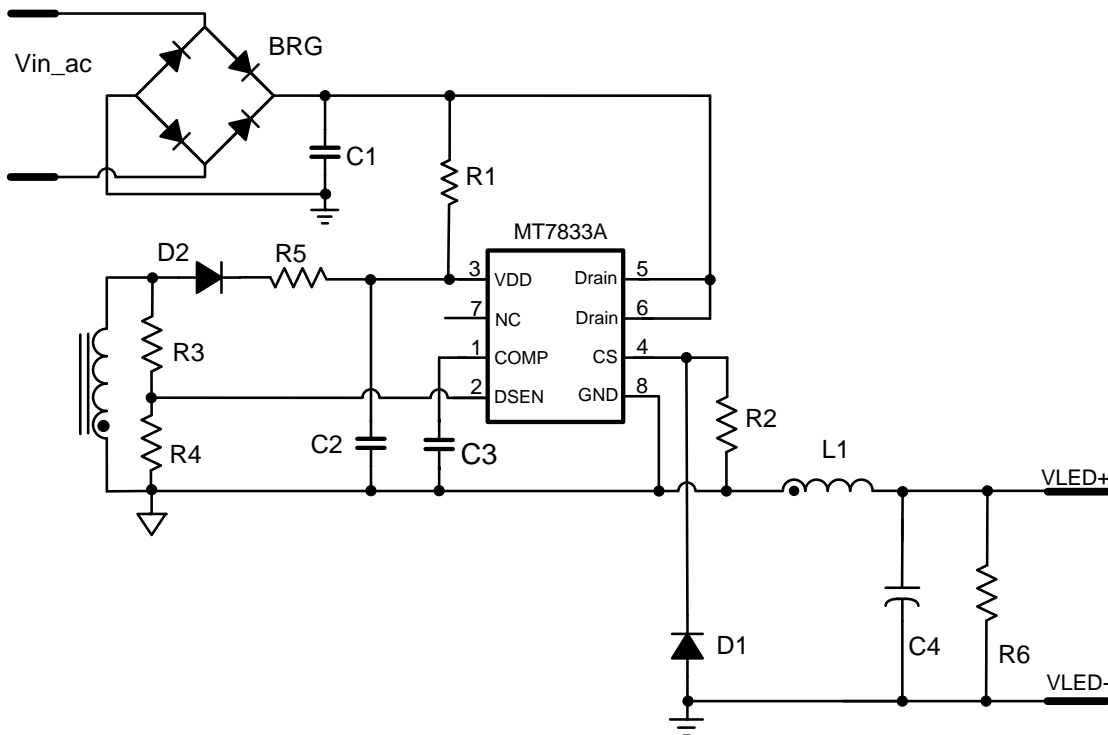 BRG
Vin_ac
C1
R1
MT7833A
D2
R5
3
VDD
Drain
5
7
NC
Drain
6
R3
1
COMP
CS
4
2
DSEN
GND
8
R2
R4
C2
C3
L1
VLED+
D1
C4
R6
VLED-